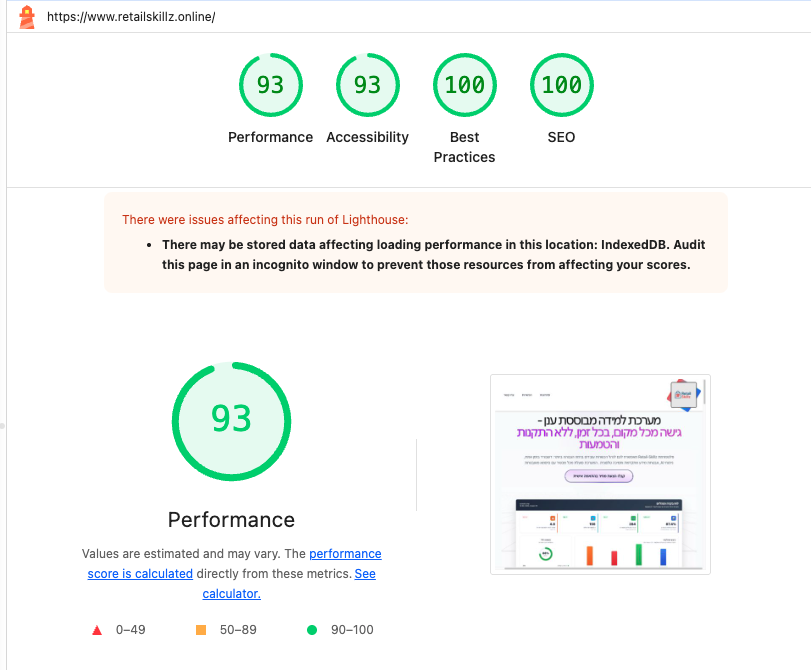 https://www.retailskillz.online/
93
93
100
100
Performance
Accessibility
Best
Practices
SEO
There were issues affecting this run of Lighthouse:
• There may be stored data affecting loading performance in this location: IndexedDB. Audit
this page in an incognito window to prevent those resources from affecting your scores.
93
Performance
Values are estimated and may vary. The performance
score is calculated directly from these metrics. See
calculator.
0–49
50–89
90–100
מערכת למידה מבוססת ענן -
גישה מכל מקום, בכל זמן, ללא התקנות
והטמעות